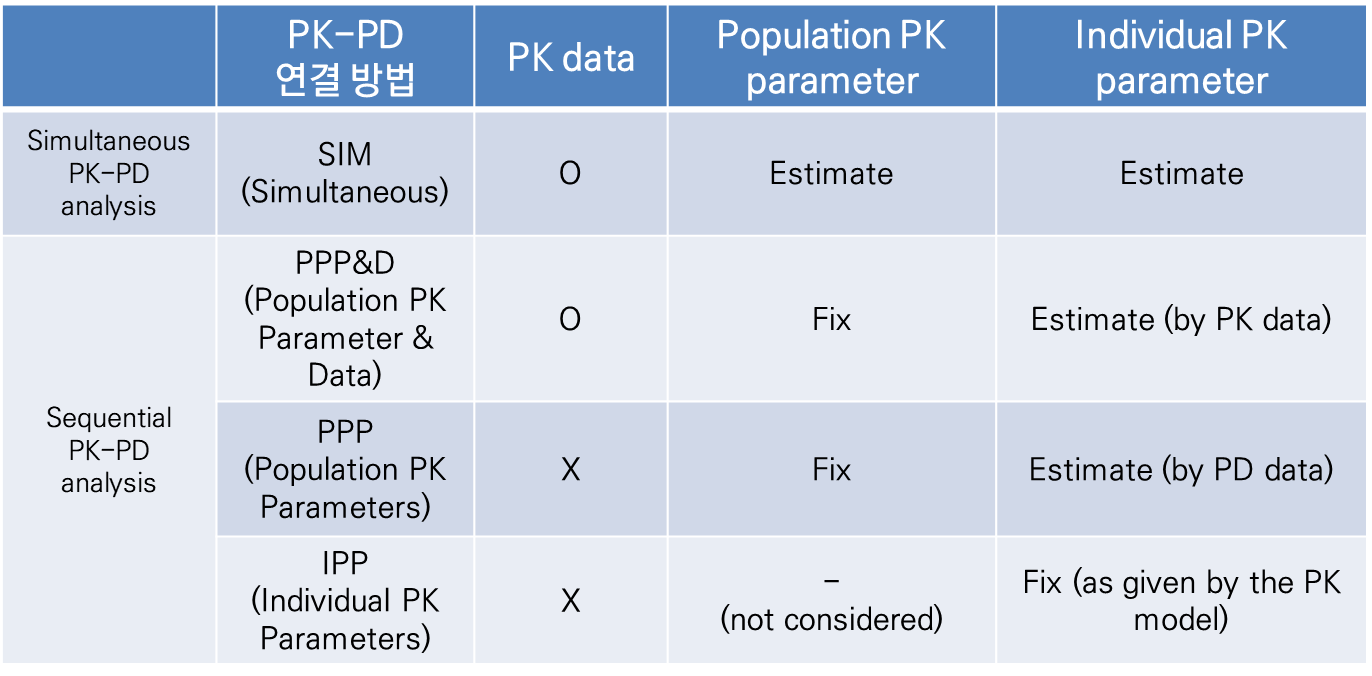 PK-PD
연결 방법
PK data
Population PK
parameter
Individual PK
parameter
Simultaneous
PK-PD
analysis
SIM
(Simultaneous)
O
Estimate
Estimate
Sequential
PK-PD
analysis
PPP&D
(Population PK
Parameter &
Data)
O
Fix
Estimate (by PK data)
PPP
(Population PK
Parameters)
X
Fix
Estimate (by PD data)
IPP
(Individual PK
Parameters)
X
-
(not considered)
Fix (as given by the PK
model)